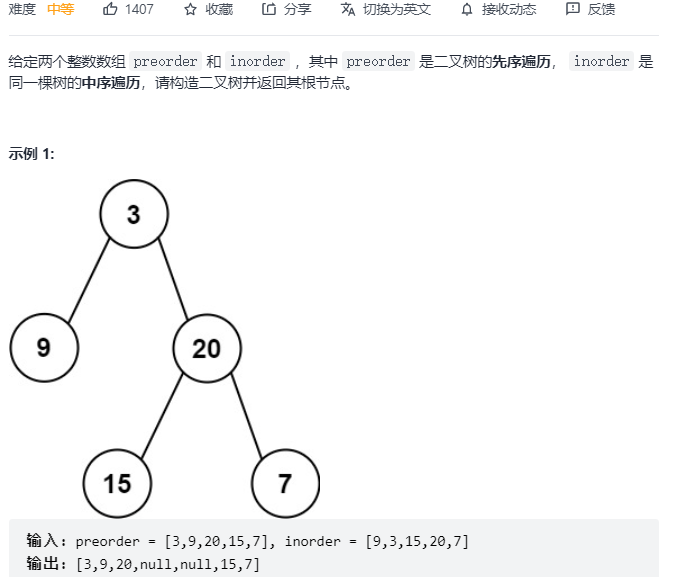 难度 中等 1407 收藏 分享 切换为英文 接收动态 反馈
给定两个整数数组 preorder 和 inorder ，其中 preorder 是二叉树的先序遍历， inorder 是
同一棵树的中序遍历，请构造二叉树并返回其根节点。
示例 1:
3
9 20
15 7
输入: preorder = [3,9,20,15,7], inorder = [9,3,15,20,7]
输出: [3,9,20,null,null,15,7]